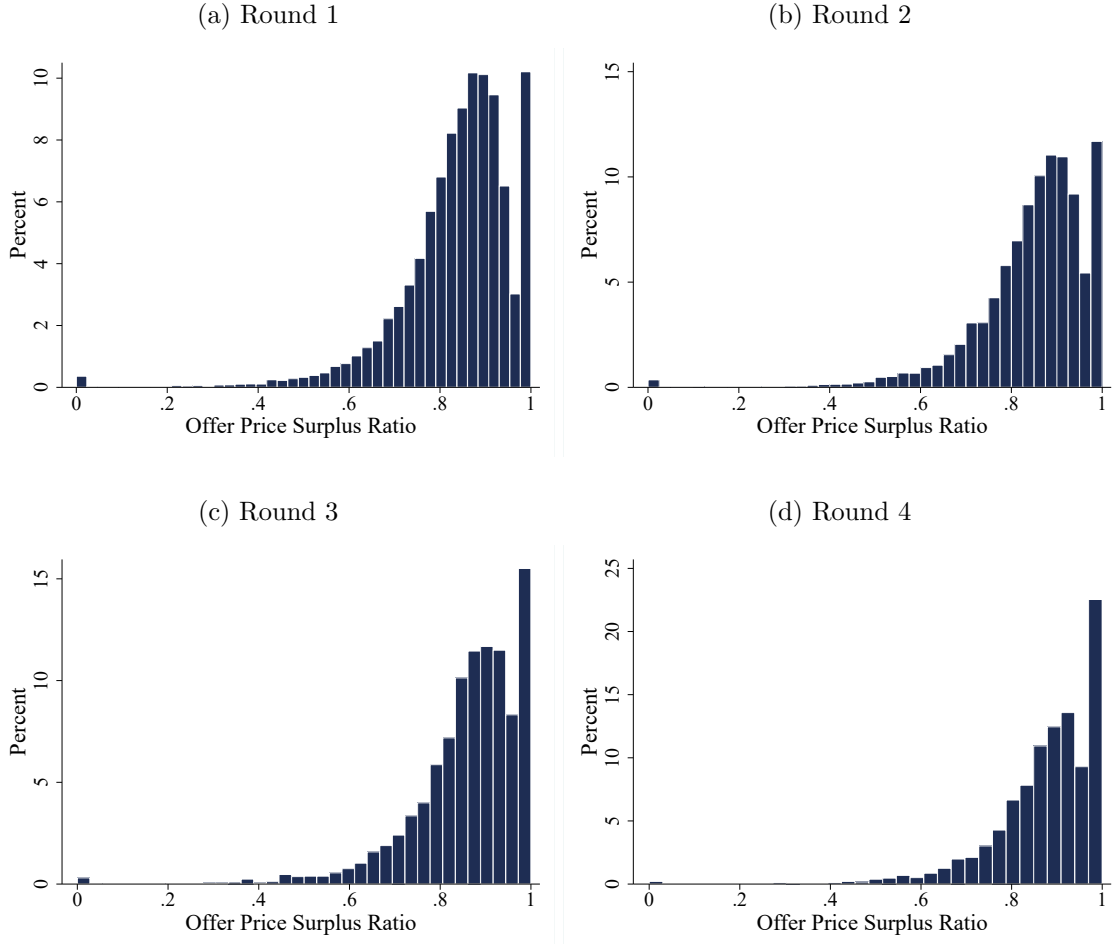 (a) Round 1
Percent
10
8
6
4
2
0
0 .2 .4 .6 .8 1
Offer Price Surplus Ratio
(b) Round 2
Percent
15
10
5
0
0 .2 .4 .6 .8 1
Offer Price Surplus Ratio
(c) Round 3
Percent
15
10
5
0
0 .2 .4 .6 .8 1
Offer Price Surplus Ratio
(d) Round 4
Percent
25
20
15
10
5
0
0 .2 .4 .6 .8 1
Offer Price Surplus Ratio